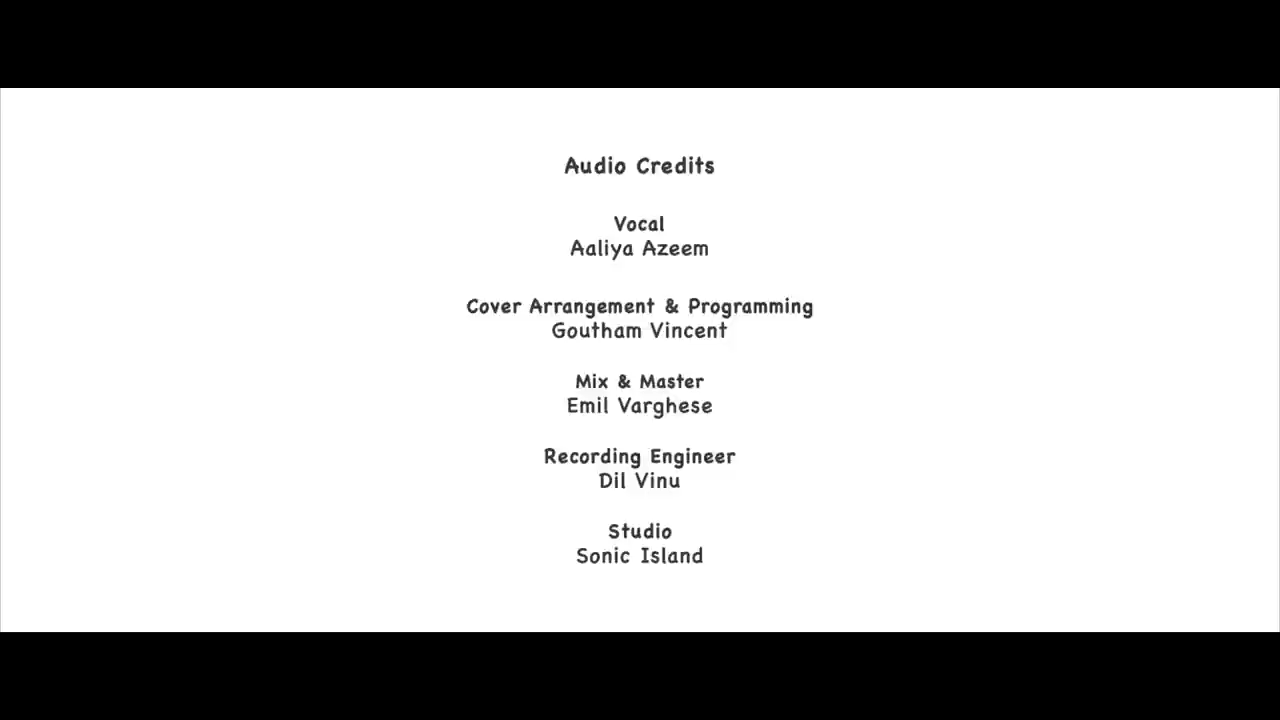 Audio Credits
Vocal
Aaliya Azeem
Cover Arrangement & Programming
Goutham Vincent
Mix & Master
Emil Varghese
Recording Engineer
Dil Vinu
Studio
Sonic Island